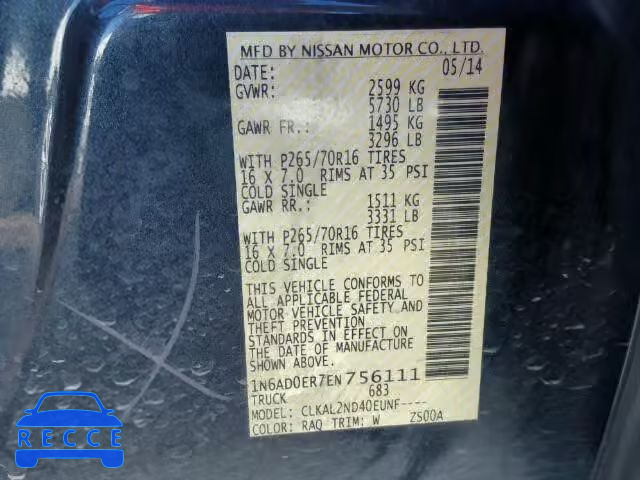 MFD BY NISSAN MOTOR CO., LTD.
DATE: 05/14
GVWR: 2599 KG
5730 LB
GAWR FR.: 1495 KG
3296 LB
WITH P265/70R16 TIRES
16 X 7.0 RIMS AT 35 PSI
COLD SINGLE
GAWR RR.: 1511 KG
3331 LB
WITH P265/70R16 TIRES
16 X 7.0 RIMS AT 35 PSI
COLD SINGLE
THIS VEHICLE CONFORMS TO
ALL APPLICABLE FEDERAL
MOTOR VEHICLE SAFETY AND
THEFT PREVENTION
STANDARDS IN EFFECT ON
THE DATE OF MANUFACTURE
SHOWN ABOVE.
1N6AD0ER7EN756111
TRUCK 683
MODEL: CLKAL2ND40EUNF----
COLOR: RAQ TRIM: W ZS00A
RECCE